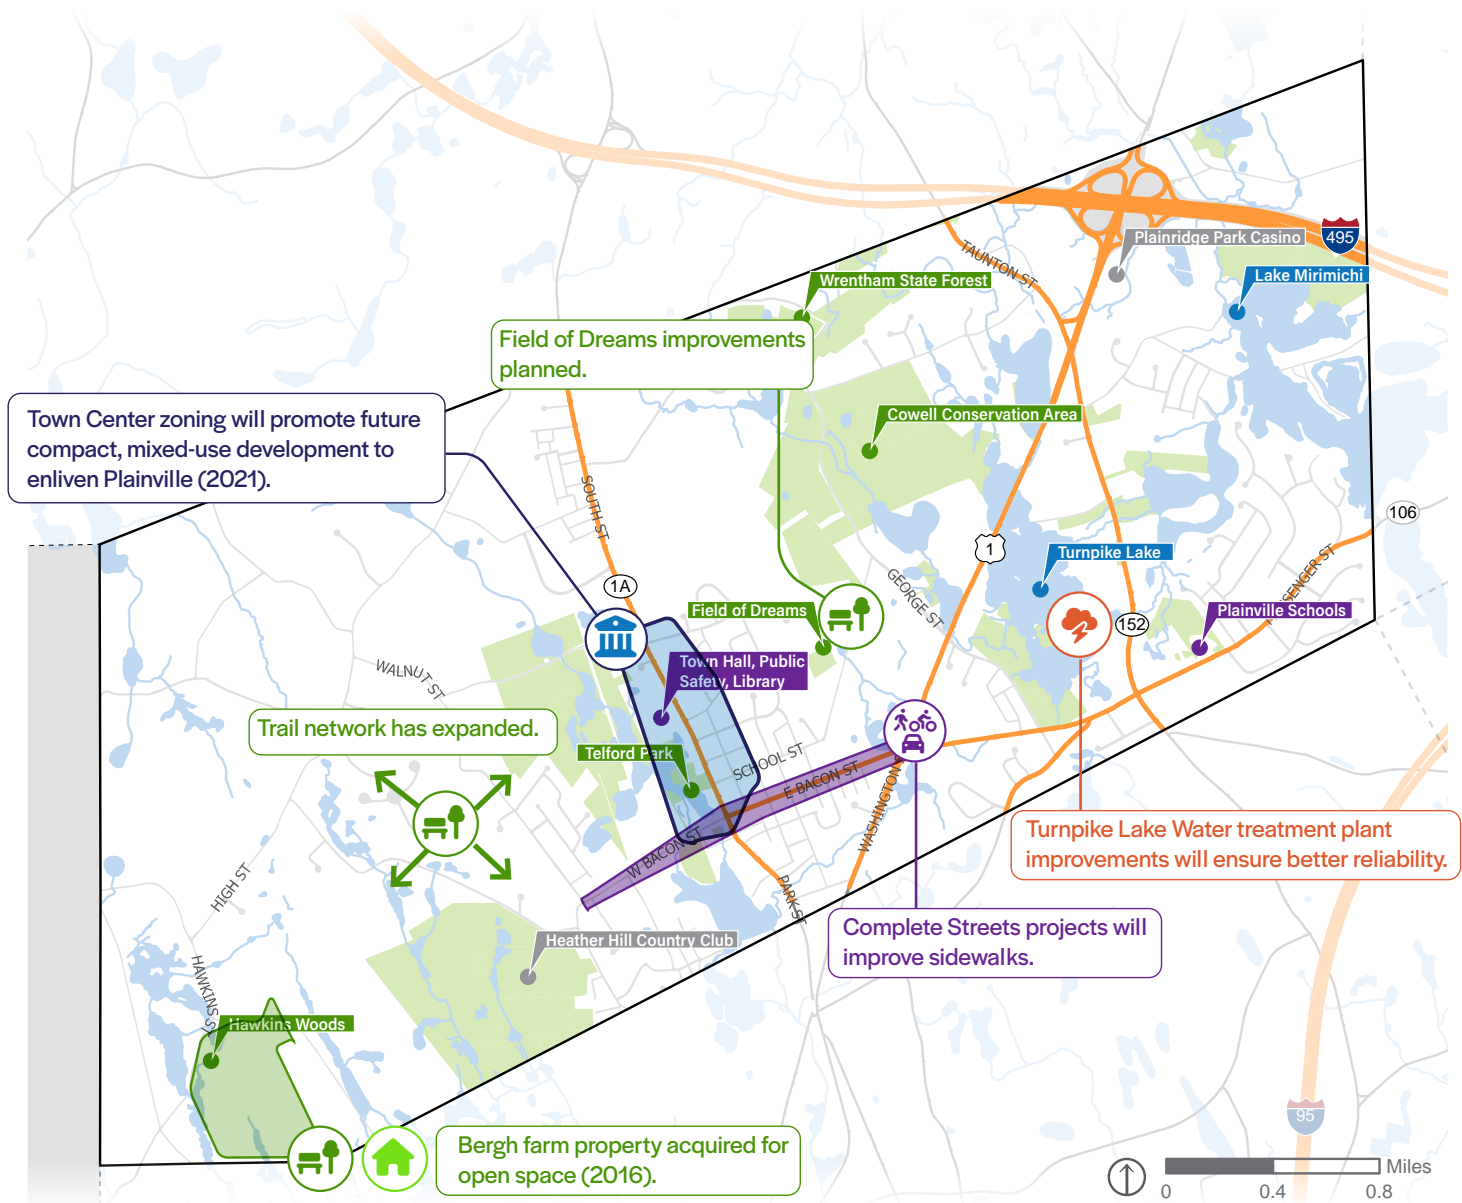 495
Plainridge Park Casino
TAUNTON ST
Lake Mirimichi
Wrentham State Forest
Field of Dreams improvements
planned.
Cowell Conservation Area
Town Center zoning will promote future
compact, mixed-use development to
enliven Plainville (2021).
SOUTH ST
106
1
Turnpike Lake
1A
GEORGE ST
Field of Dreams
152
Plainville Schools
Town Hall, Public
Safety, Library
WALNUT ST
Trail network has expanded.
Telford Park
SCHOOL ST
E BACON ST
WASHINGTON
W BACON ST
Turnpike Lake Water treatment plant
improvements will ensure better reliability.
HIGH ST
PARK ST
Complete Streets projects will
improve sidewalks.
Heather Hill Country Club
HAWKINS ST
Hawkins Woods
95
Bergh farm property acquired for
open space (2016).
Miles
0 0.4 0.8